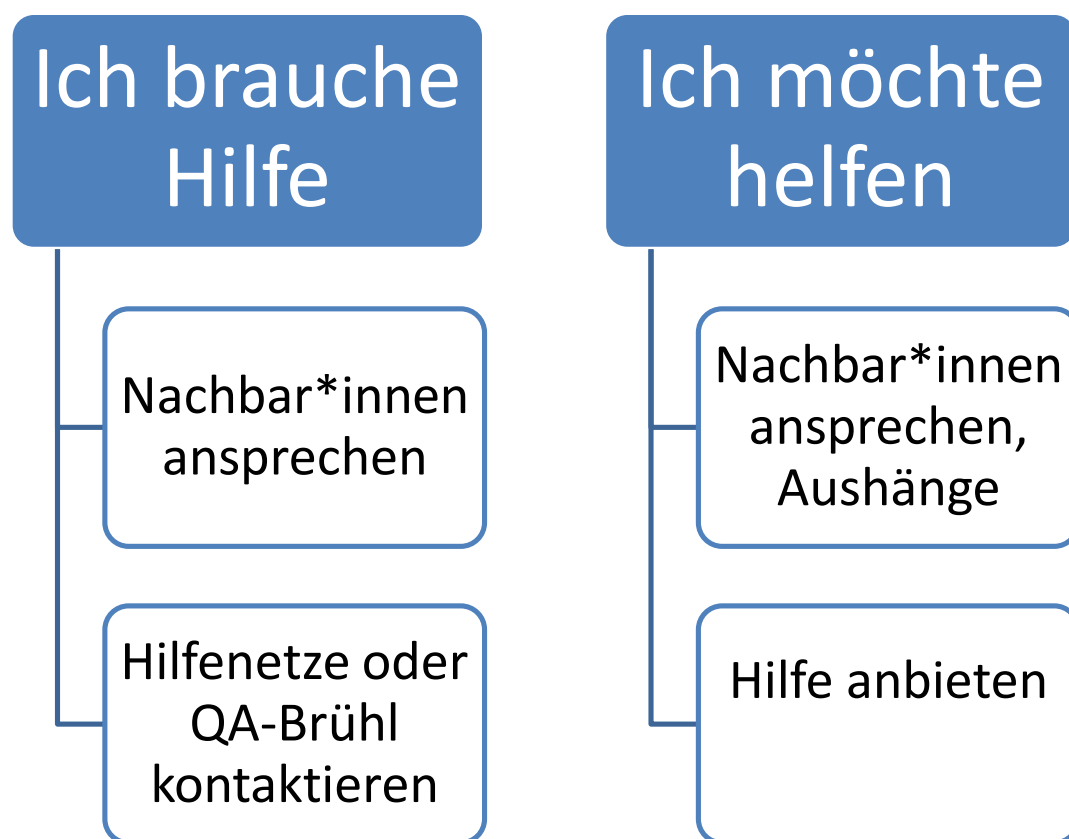 Ich brauche
Hilfe
Nachbar*innen
ansprechen
Hilfenetze oder
QA-Brühl
kontaktieren
Ich möchte
helfen
Nachbar*innen
ansprechen,
Aushänge
Hilfe anbieten